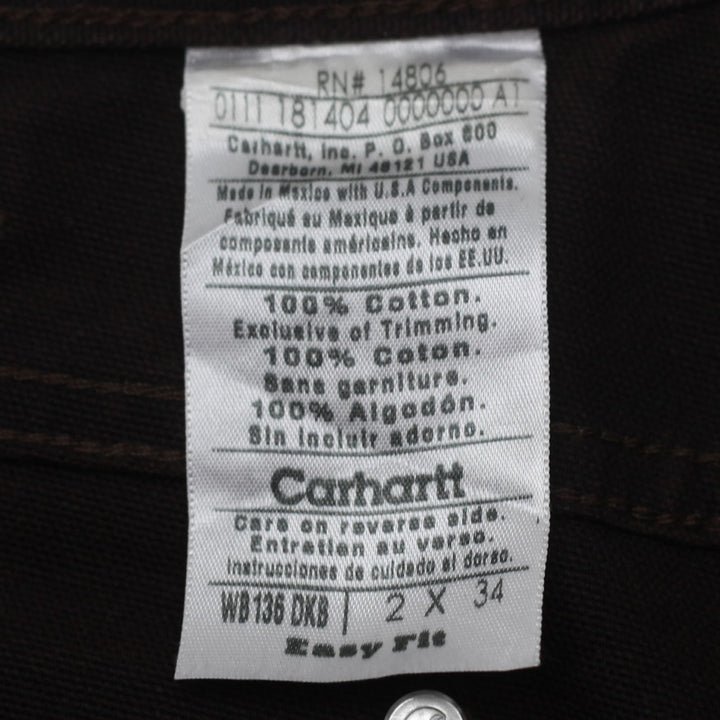 RN# 14806
0111 181404 0000000 A1
Carhartt, Inc. P. O. Box 600
Dearborn, MI 48121 USA
Made in Mexico with U.S.A Components.
Fabriqué au Mexique à partir de
composants américains. Hecho en
México con componentes de los EE.UU.
100% Cotton.
Exclusive of Trimming.
100% Coton.
Sans garniture.
100% Algodón.
Sin incluir adorno.
Carhartt
Care on reverse side.
Entretien au verso.
Instrucciones de cuidado al dorso.
WB136 DKB | 2 X 34
Easy Fit